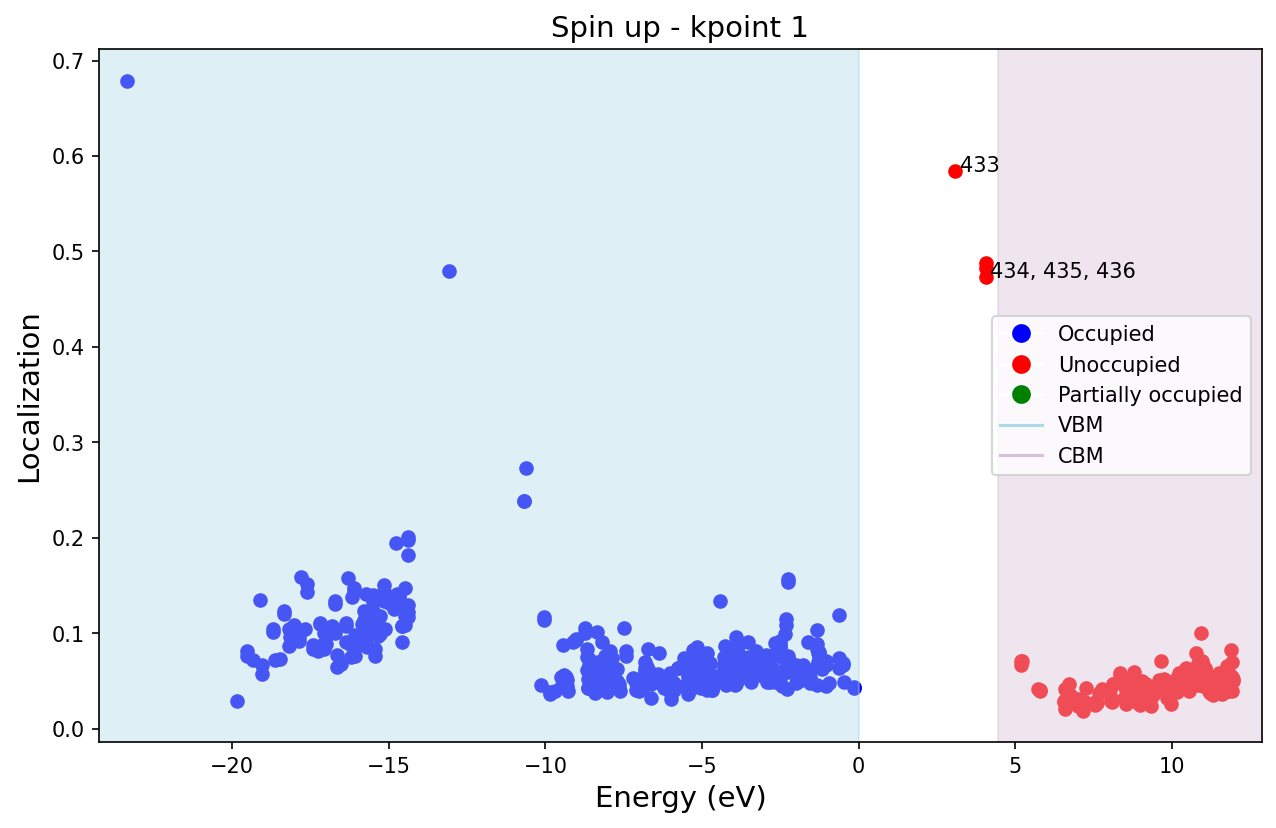 Spin up - kpoint 1
0.7
0.6
0.5
0.4
0.3
0.2
0.1
0.0
Localization
433
434, 435, 436
Occupied
Unoccupied
Partially occupied
VBM
CBM
−20
−15
−10
−5
0
5
10
Energy (eV)